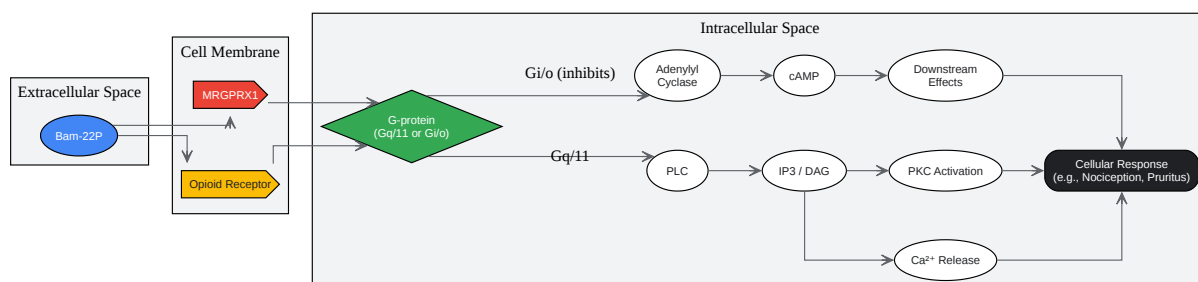 Extracellular Space
Bam-22P
Cell Membrane
MRGPRX1
Opioid Receptor
Intracellular Space
G-protein
(Gq/11 or Gi/o)
Gi/o (inhibits)
Adenylyl
Cyclase
cAMP
Downstream
Effects
Gq/11
PLC
IP3 / DAG
PKC Activation
Ca²⁺ Release
Cellular Response
(e.g., Nociception, Pruritus)